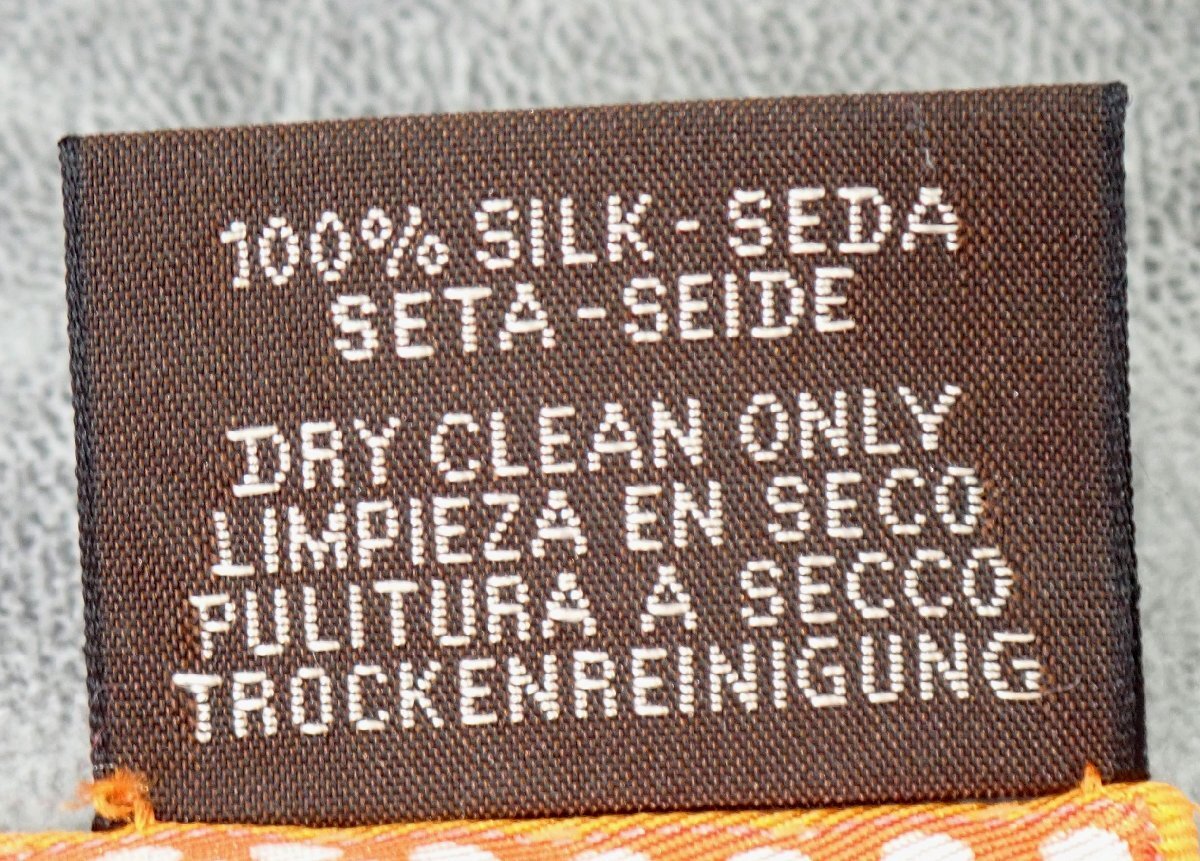 100% SILK - SEDA
SETA - SEIDE
DRY CLEAN ONLY
LIMPIEZA EN SECO
PULITURA A SECCO
TROCKENREINIGUNG